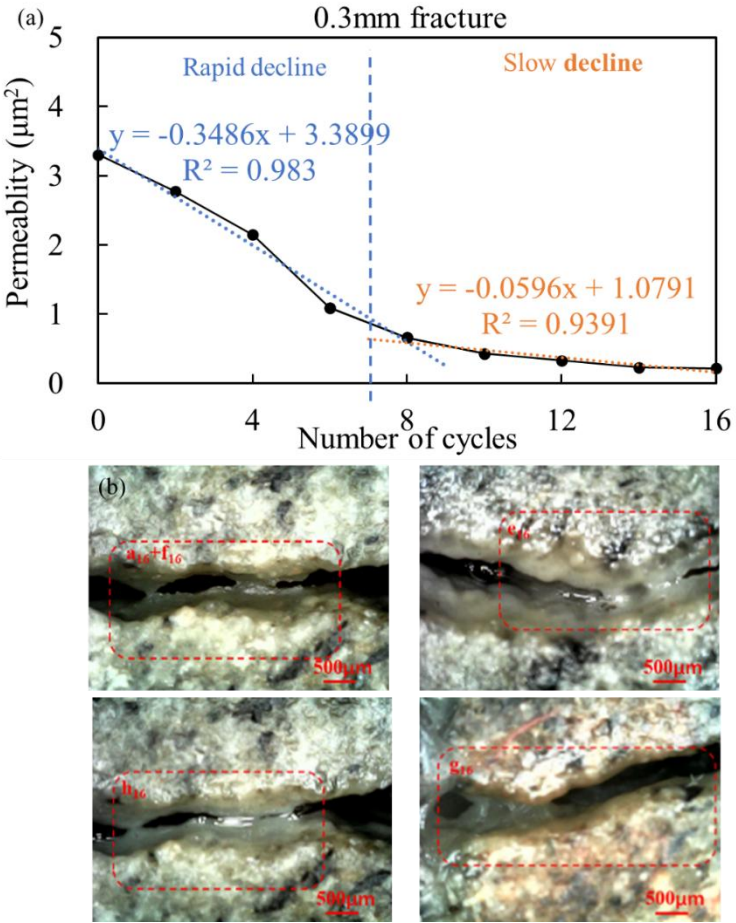 (a)
0.3mm fracture
5
4
3
2
1
0
Permeablity (μm²)
Rapid decline
Slow decline
y = -0.3486x + 3.3899
R² = 0.983
y = -0.0596x + 1.0791
R² = 0.9391
0 4 8 12 16
Number of cycles
(b)
a₁₆+f₁₆
500μm
e₁₆
500μm
h₁₆
500μm
g₁₆
500μm